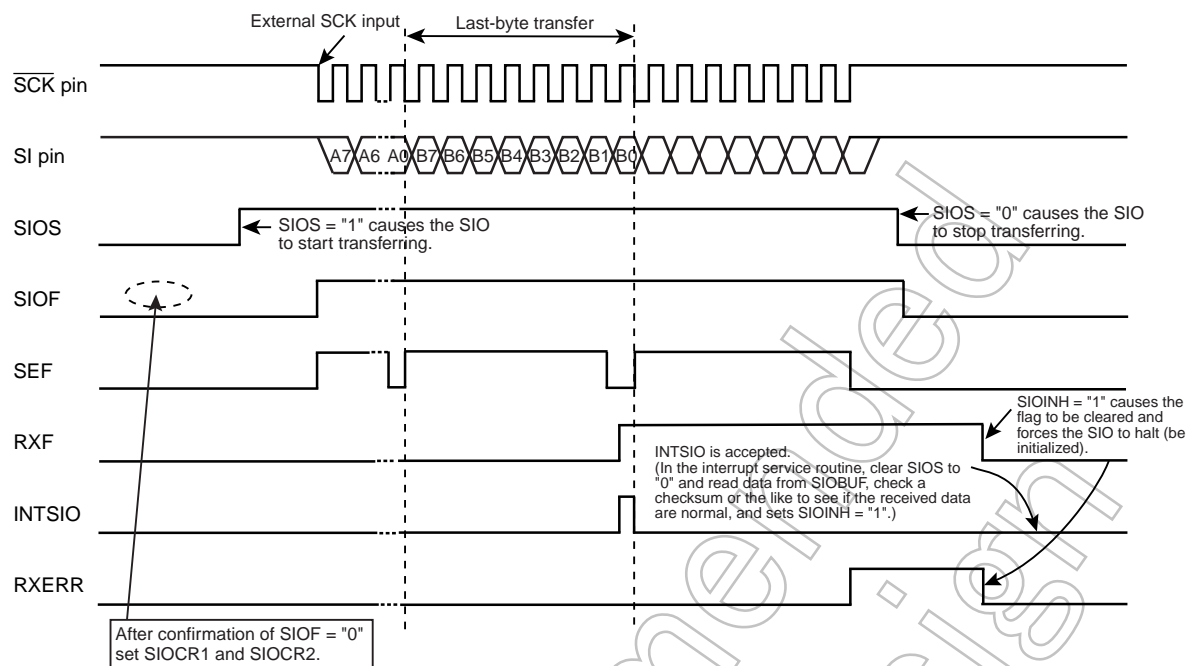 External SCK input
Last-byte transfer
SCK pin
SI pin
A7 A6 A0 B7 B6 B5 B4 B3 B2 B1 B0
SIOS
SIOS = "1" causes the SIO
to start transferring.
SIOS = "0" causes the SIO
to stop transferring.
SIOF
SEF
SIOINH = "1" causes the
flag to be cleared and
forces the SIO to halt (be
initialized).
RXF
INTSIO is accepted.
(In the interrupt service routine, clear SIOS to
"0" and read data from SIOBUF, check a
checksum or the like to see if the received data
are normal, and sets SIOINH = "1".)
INTSIO
RXERR
After confirmation of SIOF = "0"
set SIOCR1 and SIOCR2.